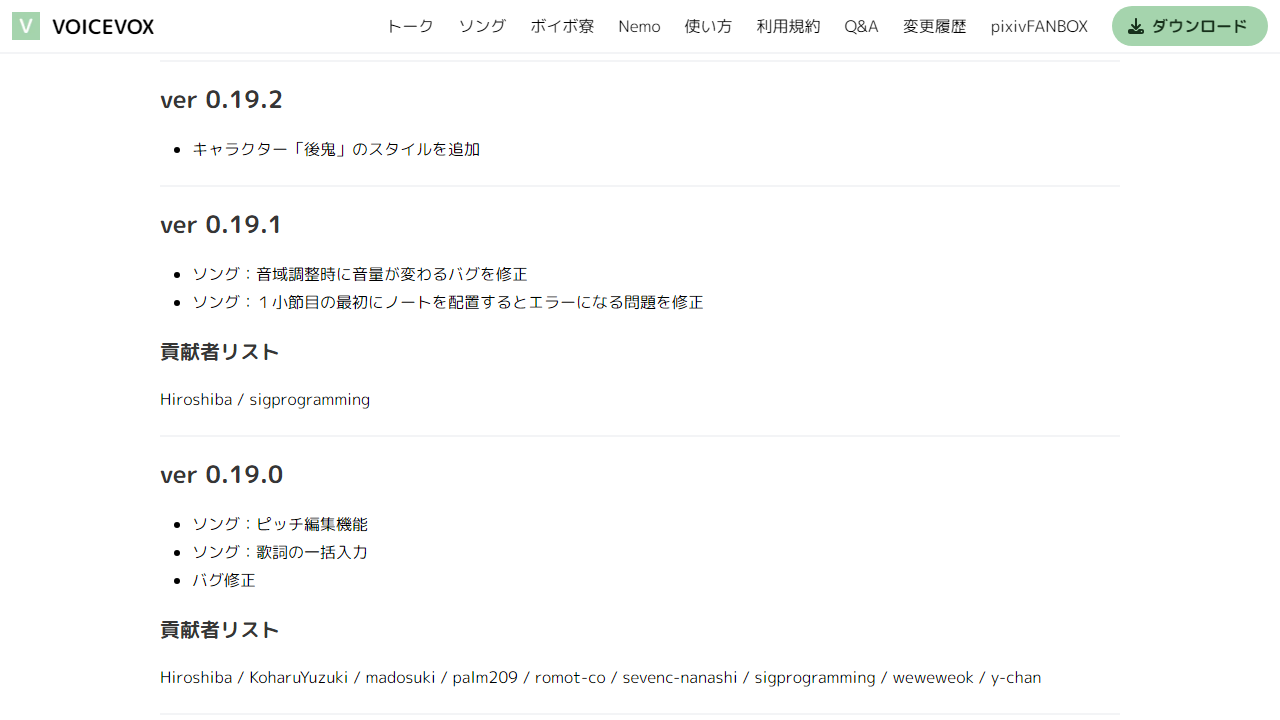 V VOICEVOX トーク ソング ボイボ寮 Nemo 使い方 利用規約 Q&A 変更履歴 pixivFANBOX ダウンロード
ver 0.19.2
キャラクター「後鬼」のスタイルを追加
ver 0.19.1
ソング：音域調整時に音量が変わるバグを修正
ソング：１小節目の最初にノートを配置するとエラーになる問題を修正
貢献者リスト
Hiroshiba / sigprogramming
ver 0.19.0
ソング：ピッチ編集機能
ソング：歌詞の一括入力
バグ修正
貢献者リスト
Hiroshiba / KoharuYuzuki / madosuki / palm209 / romot-co / sevenc-nanashi / sigprogramming / weweweok / y-chan